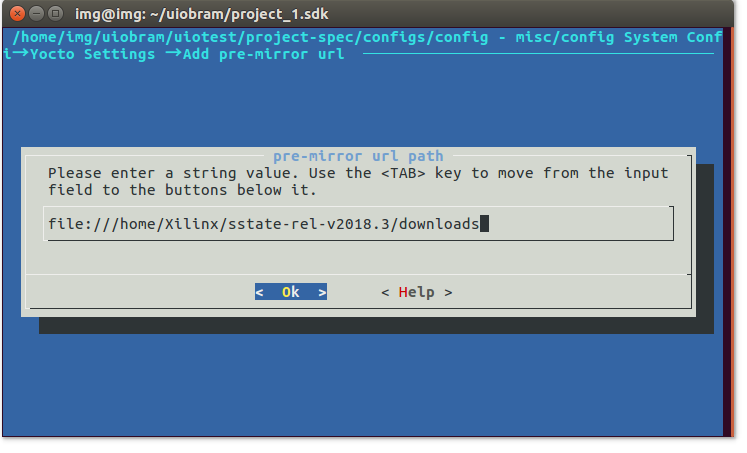 img@img: ~/uiobram/project_1.sdk
/home/img/uiobram/uiotest/project-spec/configs/config - misc/config System Conf
i→Yocto Settings →Add pre-mirror url
pre-mirror url path
Please enter a string value. Use the <TAB> key to move from the input
field to the buttons below it.
file:///home/Xilinx/sstate-rel-v2018.3/downloads
< Ok > < Help >